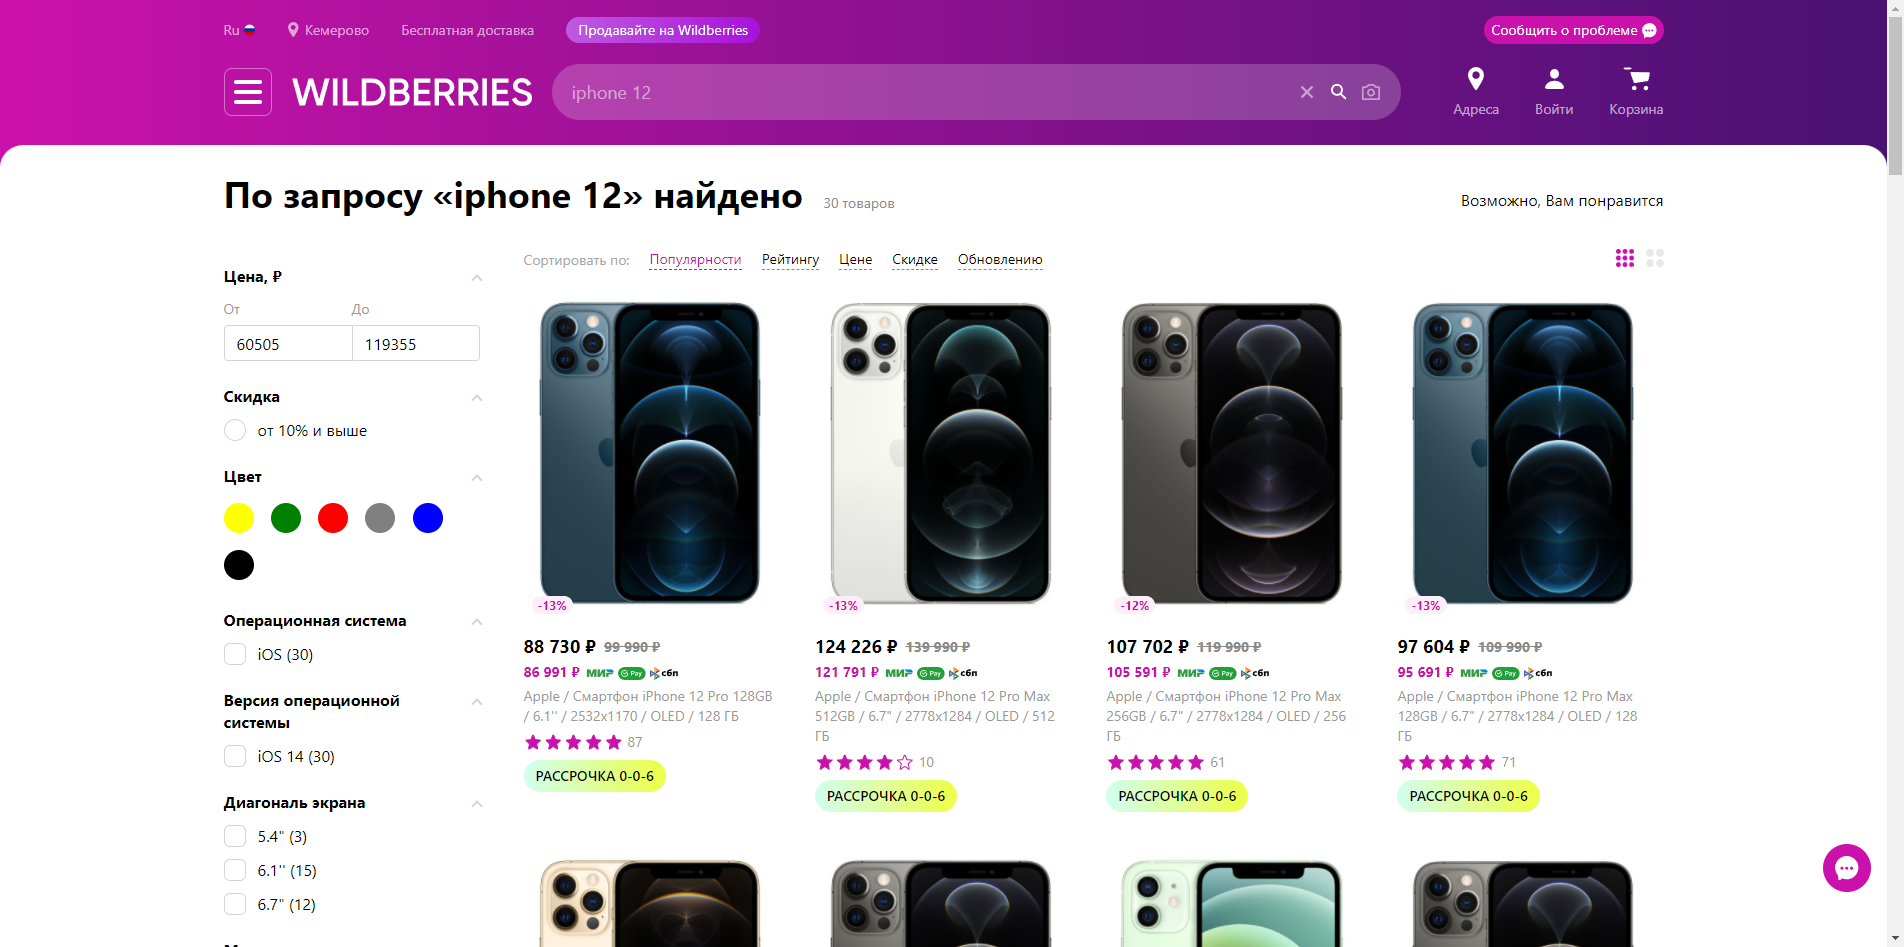 Ru
Кемерово
Бесплатная доставка
Продавайте на Wildberries
Сообщить о проблеме
WILDBERRIES
iphone 12
Адреса
Войти
Корзина
По запросу «iphone 12» найдено
30 товаров
Возможно, Вам понравится
Сортировать по:
Популярности
Рейтингу
Цене
Скидке
Обновлению
Цена, ₽
От
До
60505
119355
Скидка
от 10% и выше
Цвет
Операционная система
iOS (30)
Версия операционной
системы
iOS 14 (30)
Диагональ экрана
5.4" (3)
6.1'' (15)
6.7" (12)
-13%
88 730 ₽ 99 990 ₽
86 991 ₽ МИР Pay сбп
Apple / Смартфон iPhone 12 Pro 128GB
/ 6.1'' / 2532x1170 / OLED / 128 ГБ
87
РАССРОЧКА 0-0-6
-13%
124 226 ₽ 139 990 ₽
121 791 ₽ МИР Pay сбп
Apple / Смартфон iPhone 12 Pro Max
512GB / 6.7" / 2778x1284 / OLED / 512
ГБ
10
РАССРОЧКА 0-0-6
-12%
107 702 ₽ 119 990 ₽
105 591 ₽ МИР Pay сбп
Apple / Смартфон iPhone 12 Pro Max
256GB / 6.7" / 2778x1284 / OLED / 256
ГБ
61
РАССРОЧКА 0-0-6
-13%
97 604 ₽ 109 990 ₽
95 691 ₽ МИР Pay сбп
Apple / Смартфон iPhone 12 Pro Max
128GB / 6.7" / 2778x1284 / OLED / 128
ГБ
71
РАССРОЧКА 0-0-6